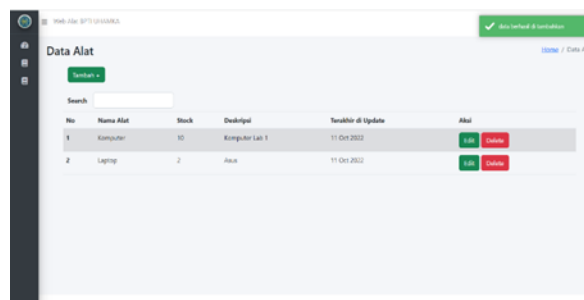 Web Alat BPTI UHAMKA
data berhasil di tambahkan
Data Alat
Home / Data A
Tambah +
Search
No Nama Alat Stock Deskripsi Terakhir di Update Aksi
1 Komputer 10 Komputer Lab 1 11 Oct 2022 Edit Delete
2 Laptop 2 Asus 11 Oct 2022 Edit Delete